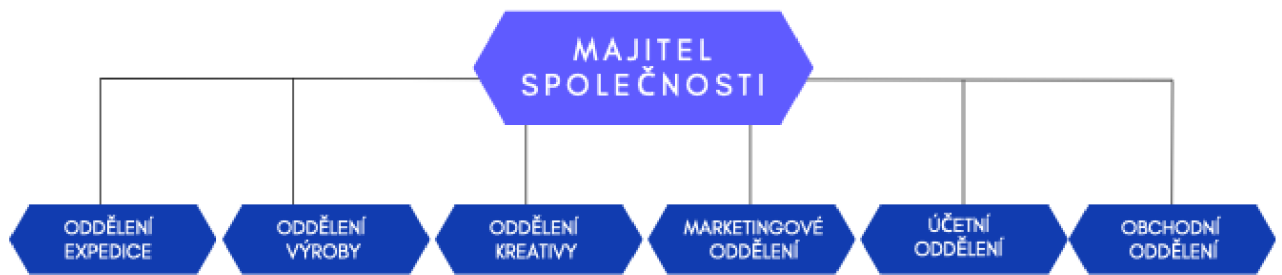 MAJITEL
SPOLEČNOSTI
ODDĚLENÍ
EXPEDICE
ODDĚLENÍ
VÝROBY
ODDĚLENÍ
KREATIVY
MARKETINGOVÉ
ODDĚLENÍ
ÚČETNÍ
ODDĚLENÍ
OBCHODNÍ
ODDĚLENÍ